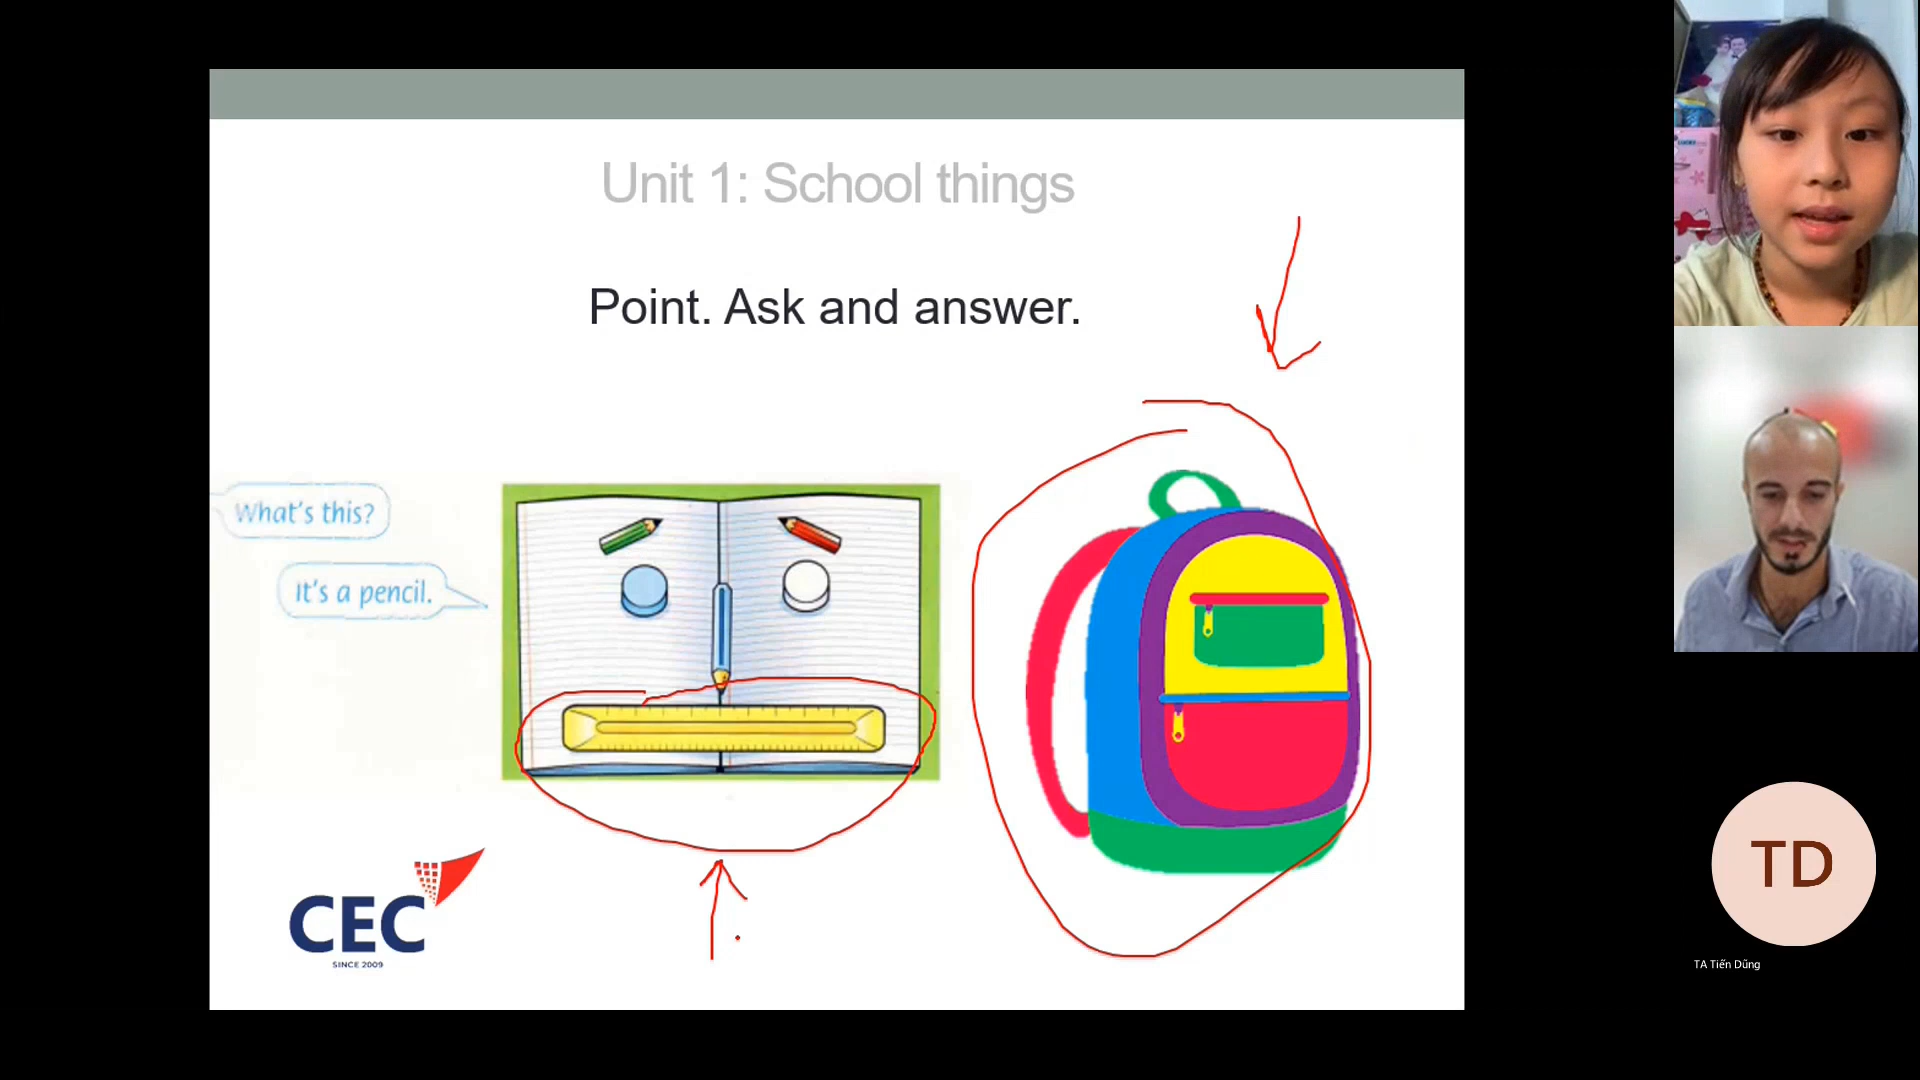 Unit 1: School things
Point. Ask and answer.
What's this?
It's a pencil.
CEC
SINCE 2009
TD
TA Tiến Dũng